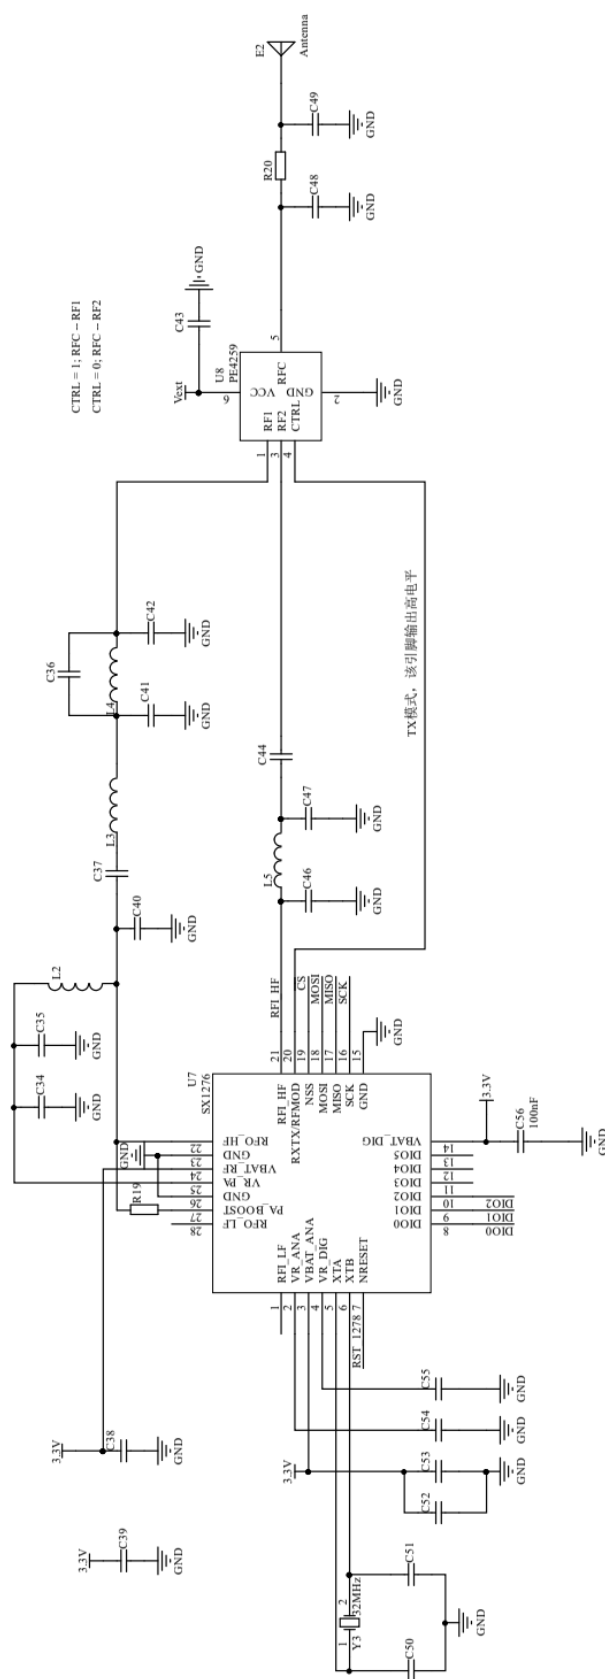 E2
Antenna
C49
GND
R20
C48
GND
GND
C43
CTRL = 1; RFC – RF1
CTRL = 0; RFC – RF2
Vext
U8
PE4259
5
6
VCC
RFC
GND
2
GND
RF1
RF2
CTRL
1
3
4
C36
L4
C42
GND
C41
GND
L3
C37
C40
GND
L2
C35
GND
C34
GND
TX模式，该引脚输出高电平
C44
C47
GND
L5
C46
GND
RFI_HF
CS
MOSI
MISO
SCK
21
20
19
18
17
16
15
GND
U7
SX1276
RFI_HF
RXTX/RFMOD
NSS
MOSI
MISO
SCK
GND
RFO_HF
GND
VBAT_RF
VR_PA
GND
PA_BOOST
RFO_LF
22
23
24
25
26
27
28
GND
R19
VBAT_DIG
DIO5
DIO4
DIO3
DIO2
DIO1
DIO0
14
13
12
11
10
9
8
DIO2
DIO1
DIO0
3.3V
C56
100nF
GND
RFI_LF
VR_ANA
VBAT_ANA
VR_DIG
XTA
XTB
NRESET
1
2
3
4
5
6
7
RST_1278
C55
GND
C54
GND
3.3V
C53
GND
C52
3.3V
C38
GND
3.3V
C39
GND
C51
2
32MHz
1
Y3
C50
GND